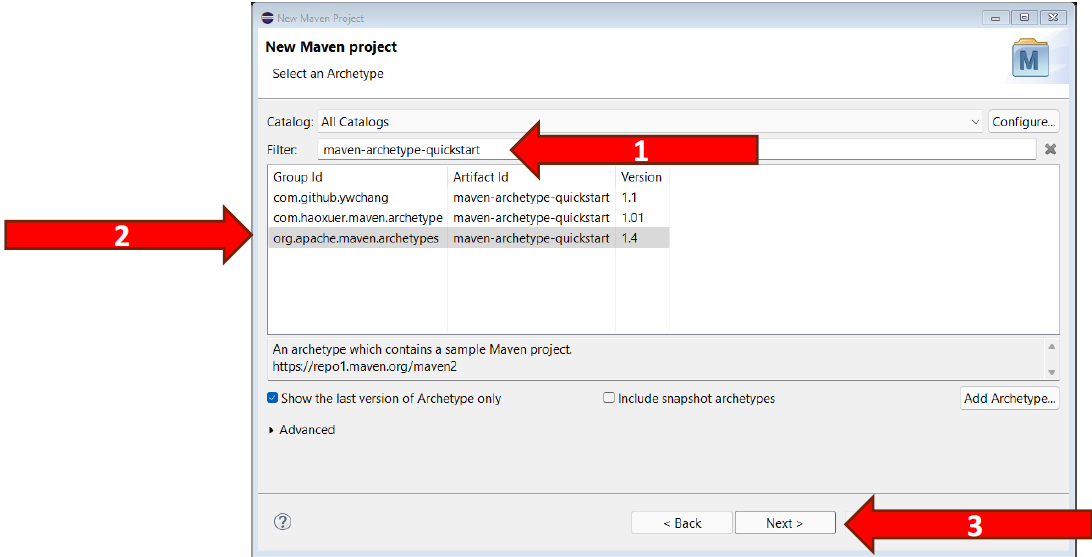 New Maven Project
New Maven project
Select an Archetype
M
Catalog: All Catalogs Configure...
Filter: maven-archetype-quickstart 1
Group Id Artifact Id Version
com.github.ywchang maven-archetype-quickstart 1.1
com.haoxuer.maven.archetype maven-archetype-quickstart 1.01
2 org.apache.maven.archetypes maven-archetype-quickstart 1.4
An archetype which contains a sample Maven project.
https://repo1.maven.org/maven2
Show the last version of Archetype only Include snapshot archetypes Add Archetype...
Advanced
? < Back Next > 3